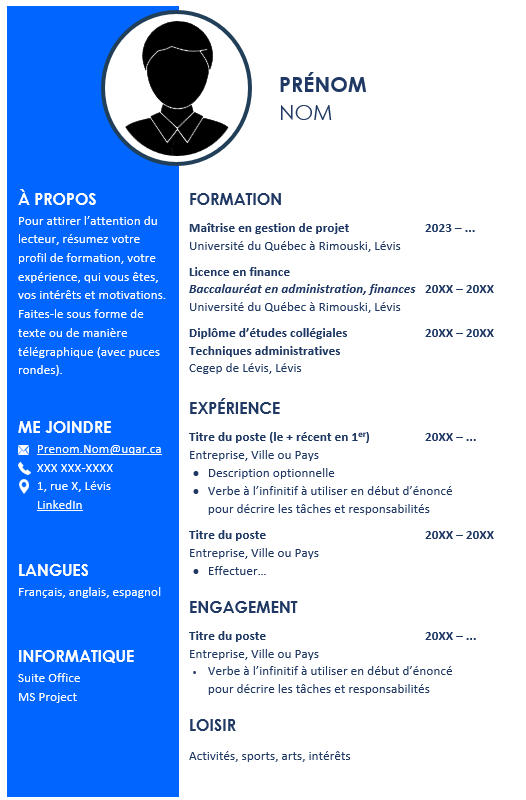 PRÉNOM
NOM
À PROPOS
Pour attirer l'attention du
lecteur, résumez votre
profil de formation, votre
expérience, qui vous êtes,
vos intérêts et motivations.
Faites-le sous forme de
texte ou de manière
télégraphique (avec puces
rondes).
ME JOINDRE
Prenom.Nom@uqar.ca
XXX XXX-XXXX
1, rue X, Lévis
LinkedIn
LANGUES
Français, anglais, espagnol
INFORMATIQUE
Suite Office
MS Project
FORMATION
Maîtrise en gestion de projet 2023 – ...
Université du Québec à Rimouski, Lévis
Licence en finance
Baccalauréat en administration, finances 20XX – 20XX
Université du Québec à Rimouski, Lévis
Diplôme d'études collégiales 20XX – 20XX
Techniques administratives
Cegep de Lévis, Lévis
EXPÉRIENCE
Titre du poste (le + récent en 1er) 20XX – ...
Entreprise, Ville ou Pays
• Description optionnelle
• Verbe à l'infinitif à utiliser en début d'énoncé
pour décrire les tâches et responsabilités
Titre du poste 20XX – 20XX
Entreprise, Ville ou Pays
• Effectuer…
ENGAGEMENT
Titre du poste 20XX – ...
Entreprise, Ville ou Pays
• Verbe à l'infinitif à utiliser en début d'énoncé
pour décrire les tâches et responsabilités
LOISIR
Activités, sports, arts, intérêts